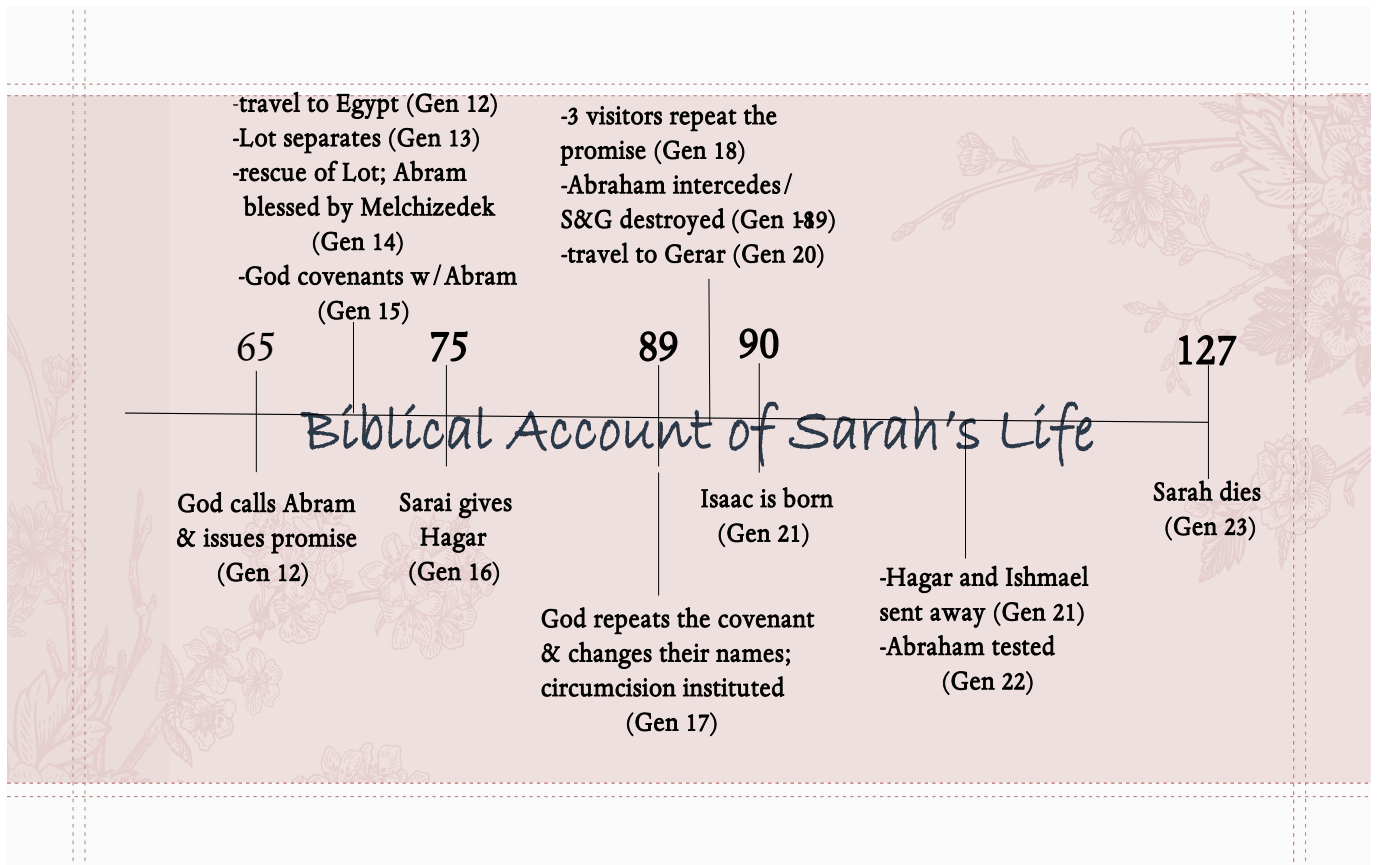 -travel to Egypt (Gen 12)
-Lot separates (Gen 13)
-rescue of Lot; Abram
blessed by Melchizedek
(Gen 14)
-God covenants w/Abram
(Gen 15)
-3 visitors repeat the
promise (Gen 18)
-Abraham intercedes/
S&G destroyed (Gen 18-19)
-travel to Gerar (Gen 20)
65
75
89
90
127
Biblical Account of Sarah's Life
God calls Abram
& issues promise
(Gen 12)
Sarai gives
Hagar
(Gen 16)
God repeats the covenant
& changes their names;
circumcision instituted
(Gen 17)
Isaac is born
(Gen 21)
-Hagar and Ishmael
sent away (Gen 21)
-Abraham tested
(Gen 22)
Sarah dies
(Gen 23)